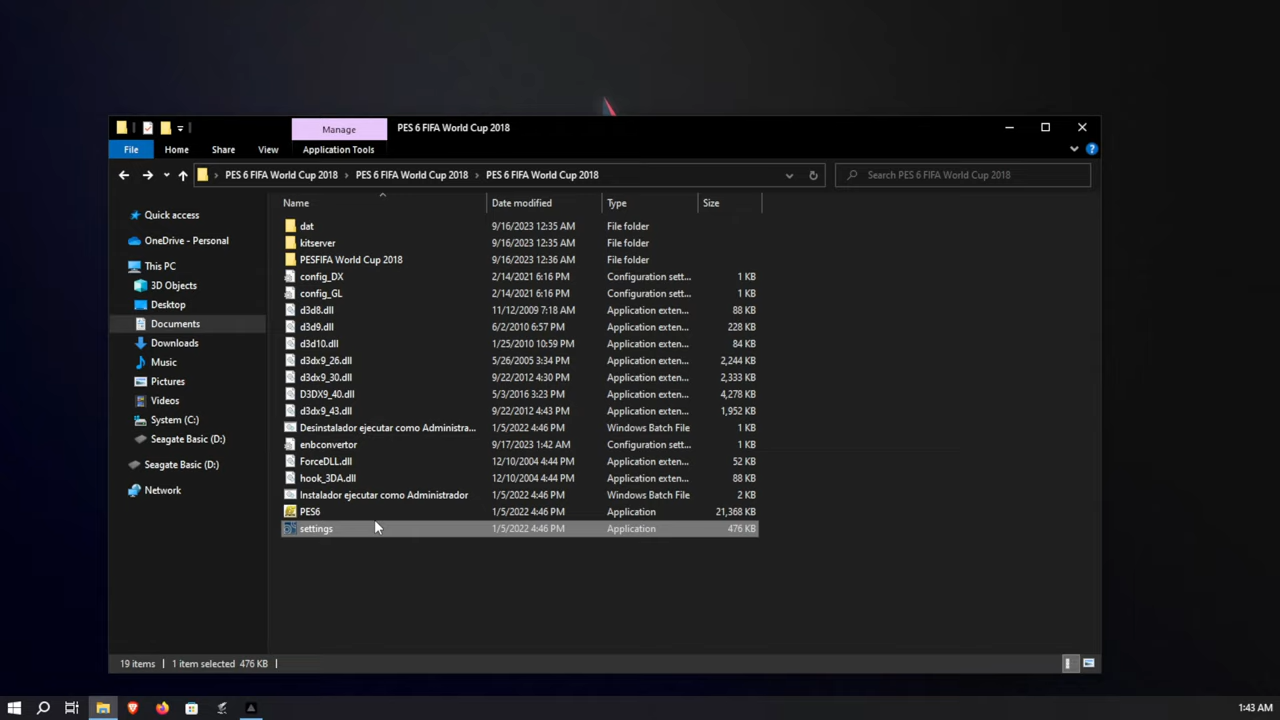 Manage
PES 6 FIFA World Cup 2018
File
Home
Share
View
Application Tools
PES 6 FIFA World Cup 2018 › PES 6 FIFA World Cup 2018 › PES 6 FIFA World Cup 2018
Search PES 6 FIFA World Cup 2018
Name Date modified Type Size
Quick access
OneDrive - Personal
This PC
3D Objects
Desktop
Documents
Downloads
Music
Pictures
Videos
System (C:)
Seagate Basic (D:)
Seagate Basic (D:)
Network
dat 9/16/2023 12:35 AM File folder
kitserver 9/16/2023 12:35 AM File folder
PESFIFA World Cup 2018 9/16/2023 12:36 AM File folder
config_DX 2/14/2021 6:16 PM Configuration sett... 1 KB
config_GL 2/14/2021 6:16 PM Configuration sett... 1 KB
d3d8.dll 11/12/2009 7:18 AM Application exten... 88 KB
d3d9.dll 6/2/2010 6:57 PM Application exten... 228 KB
d3d10.dll 1/25/2010 10:59 PM Application exten... 84 KB
d3dx9_26.dll 5/26/2005 3:34 PM Application exten... 2,244 KB
d3dx9_30.dll 9/22/2012 4:30 PM Application exten... 2,333 KB
D3DX9_40.dll 5/3/2016 3:23 PM Application exten... 4,278 KB
d3dx9_43.dll 9/22/2012 4:43 PM Application exten... 1,952 KB
Desinstalador ejecutar como Administra... 1/5/2022 4:46 PM Windows Batch File 1 KB
enbconvertor 9/17/2023 1:42 AM Configuration sett... 1 KB
ForceDLL.dll 12/10/2004 4:44 PM Application exten... 52 KB
hook_3DA.dll 12/10/2004 4:44 PM Application exten... 88 KB
Instalador ejecutar como Administrador 1/5/2022 4:46 PM Windows Batch File 2 KB
PES6 1/5/2022 4:46 PM Application 21,368 KB
settings 1/5/2022 4:46 PM Application 476 KB
19 items 1 item selected 476 KB
1:43 AM